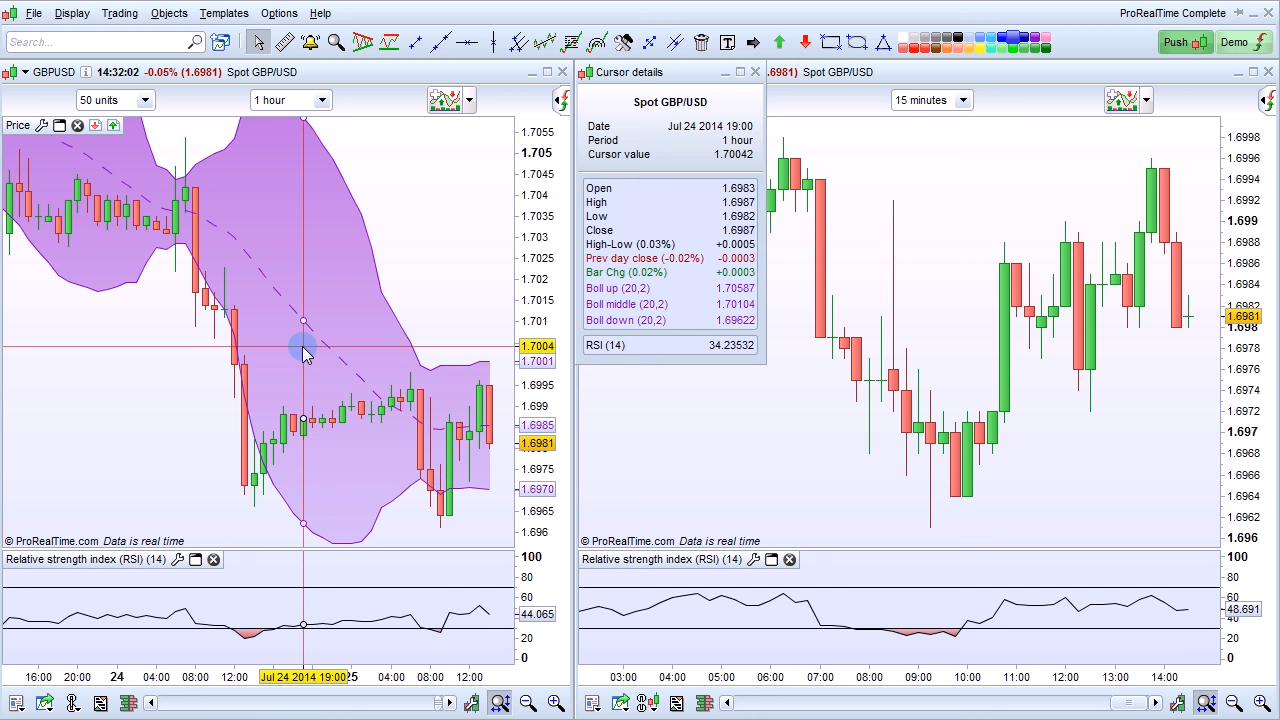 File Display Trading Objects Templates Options Help ProRealTime Complete
Search... Push Demo
GBPUSD 14:32:02 -0.05% (1.6981) Spot GBP/USD
Cursor details
.6981) Spot GBP/USD
50 units 1 hour
15 minutes
Price
Spot GBP/USD
Date Jul 24 2014 19:00
Period 1 hour
Cursor value 1.70042
Open 1.6983
High 1.6987
Low 1.6982
Close 1.6987
High-Low (0.03%) +0.0005
Prev day close (-0.02%) -0.0003
Bar Chg (0.02%) +0.0003
Boll up (20,2) 1.70587
Boll middle (20,2) 1.70104
Boll down (20,2) 1.69622
RSI (14) 34.23532
1.7055
1.705
1.7045
1.704
1.7035
1.703
1.7025
1.702
1.7015
1.701
1.7004
1.7001
1.6995
1.699
1.6985
1.6981
1.6975
1.6970
1.6965
1.696
1.6998
1.6996
1.6994
1.6992
1.699
1.6988
1.6986
1.6984
1.6982
1.6981
1.698
1.6978
1.6976
1.6974
1.6972
1.697
1.6968
1.6966
1.6964
1.6962
1.696
© ProRealTime.com Data is real time
© ProRealTime.com Data is real time
Relative strength index (RSI) (14)
100
80
60
44.065
20
0
Relative strength index (RSI) (14)
100
80
60
48.691
40
20
0
16:00 20:00 24 04:00 08:00 12:00 Jul 24 2014 19:00 25 04:00 08:00 12:00
03:00 04:00 05:00 06:00 07:00 08:00 09:00 10:00 11:00 12:00 13:00 14:00